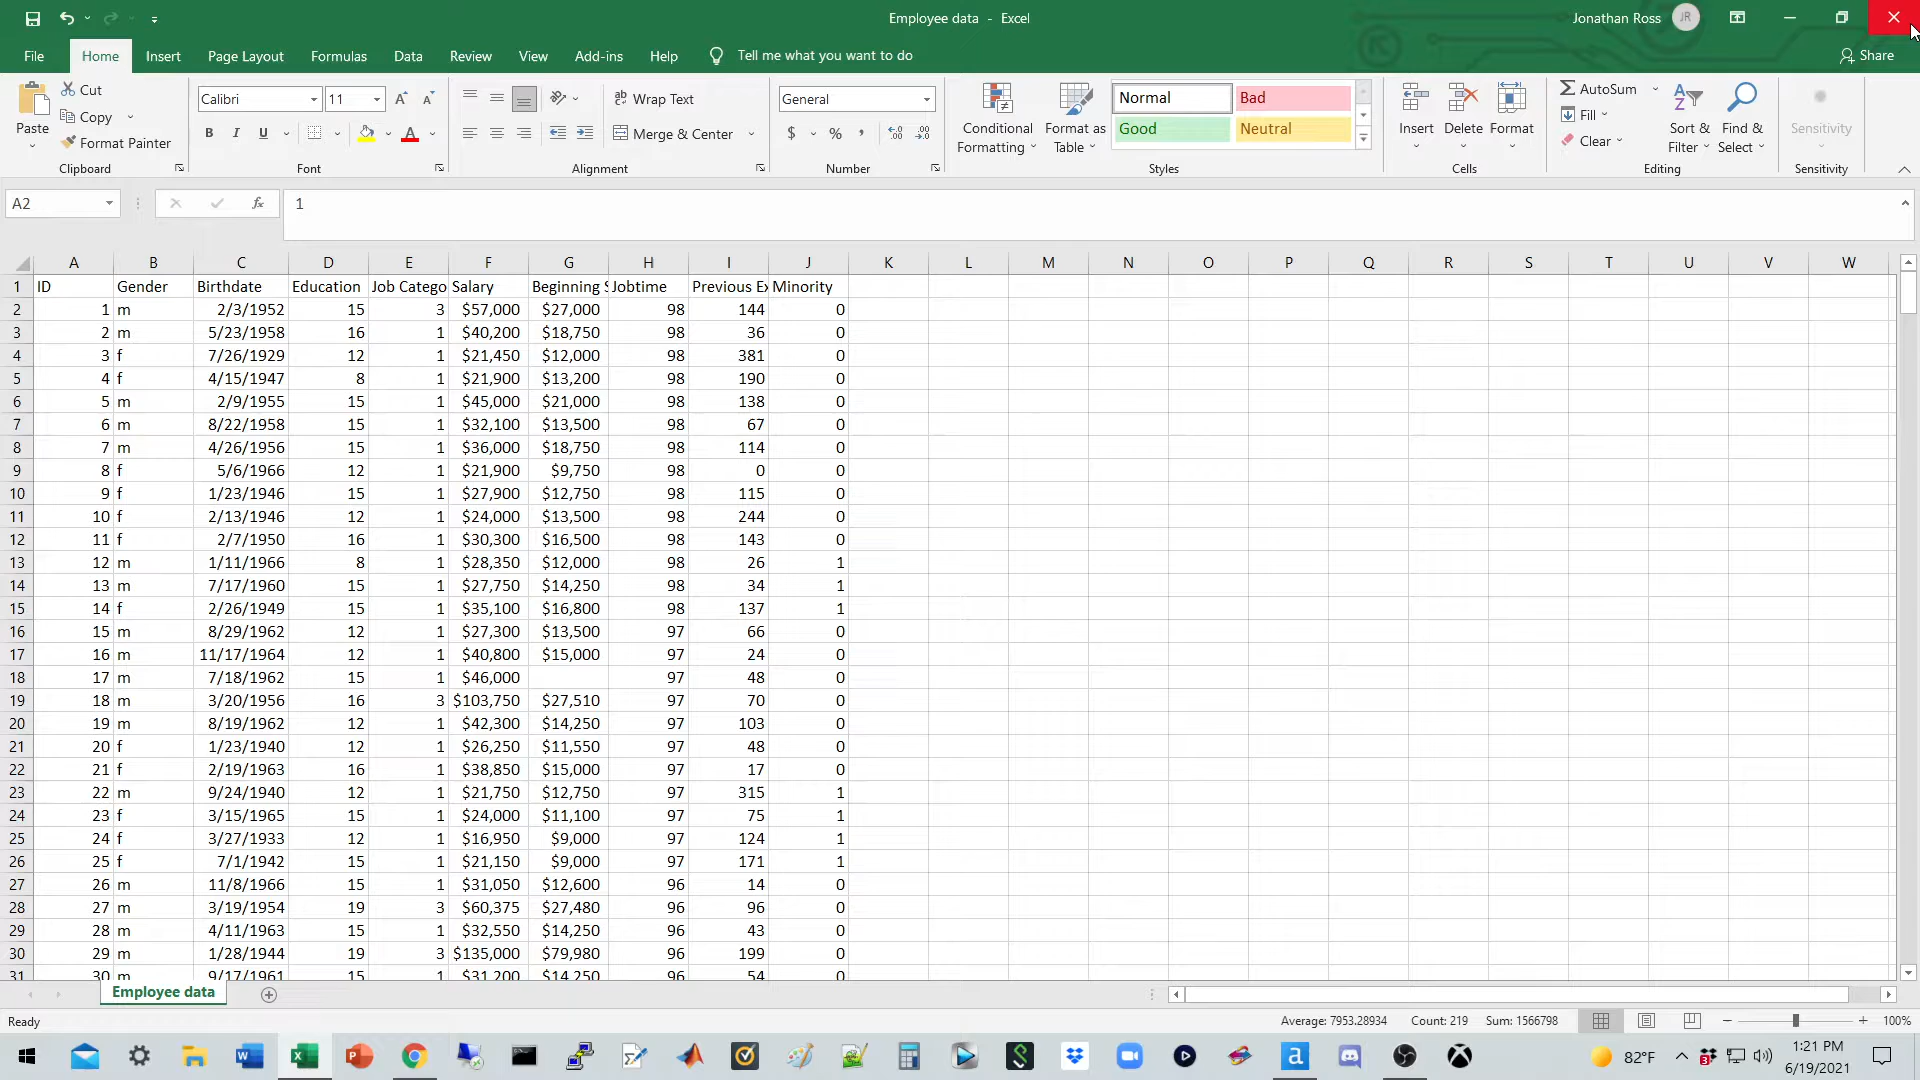 Employee data - Excel
Jonathan Ross JR
File Home Insert Page Layout Formulas Data Review View Add-ins Help Tell me what you want to do Share
Paste Cut Copy Format Painter
Calibri 11
B I U
Wrap Text
Merge & Center
General
$ % ,
Conditional Formatting
Format as Table
Normal Bad
Good Neutral
Insert Delete Format
AutoSum
Fill
Clear
Sort & Filter
Find & Select
Sensitivity
Clipboard Font Alignment Number Styles Cells Editing Sensitivity
A2 fx 1
A B C D E F G H I J K L M N O P Q R S T U V W
1 ID Gender Birthdate Education Job Catego Salary Beginning S Jobtime Previous Ex Minority
2 1 m 2/3/1952 15 3 $57,000 $27,000 98 144 0
3 2 m 5/23/1958 16 1 $40,200 $18,750 98 36 0
4 3 f 7/26/1929 12 1 $21,450 $12,000 98 381 0
5 4 f 4/15/1947 8 1 $21,900 $13,200 98 190 0
6 5 m 2/9/1955 15 1 $45,000 $21,000 98 138 0
7 6 m 8/22/1958 15 1 $32,100 $13,500 98 67 0
8 7 m 4/26/1956 15 1 $36,000 $18,750 98 114 0
9 8 f 5/6/1966 12 1 $21,900 $9,750 98 0 0
10 9 f 1/23/1946 15 1 $27,900 $12,750 98 115 0
11 10 f 2/13/1946 12 1 $24,000 $13,500 98 244 0
12 11 f 2/7/1950 16 1 $30,300 $16,500 98 143 0
13 12 m 1/11/1966 8 1 $28,350 $12,000 98 26 1
14 13 m 7/17/1960 15 1 $27,750 $14,250 98 34 1
15 14 f 2/26/1949 15 1 $35,100 $16,800 98 137 1
16 15 m 8/29/1962 12 1 $27,300 $13,500 97 66 0
17 16 m 11/17/1964 12 1 $40,800 $15,000 97 24 0
18 17 m 7/18/1962 15 1 $46,000 97 48 0
19 18 m 3/20/1956 16 3 $103,750 $27,510 97 70 0
20 19 m 8/19/1962 12 1 $42,300 $14,250 97 103 0
21 20 f 1/23/1940 12 1 $26,250 $11,550 97 48 0
22 21 f 2/19/1963 16 1 $38,850 $15,000 97 17 0
23 22 m 9/24/1940 12 1 $21,750 $12,750 97 315 1
24 23 f 3/15/1965 15 1 $24,000 $11,100 97 75 1
25 24 f 3/27/1933 12 1 $16,950 $9,000 97 124 1
26 25 f 7/1/1942 15 1 $21,150 $9,000 97 171 1
27 26 m 11/8/1966 15 1 $31,050 $12,600 96 14 0
28 27 m 3/19/1954 19 3 $60,375 $27,480 96 96 0
29 28 m 4/11/1963 15 1 $32,550 $14,250 96 43 0
30 29 m 1/28/1944 19 3 $135,000 $79,980 96 199 0
31 30 m 9/17/1961 15 1 $31,200 $14,250 96 54 0
Employee data
Ready Average: 7953.28934 Count: 219 Sum: 1566798 100%
82°F 1:21 PM
6/19/2021